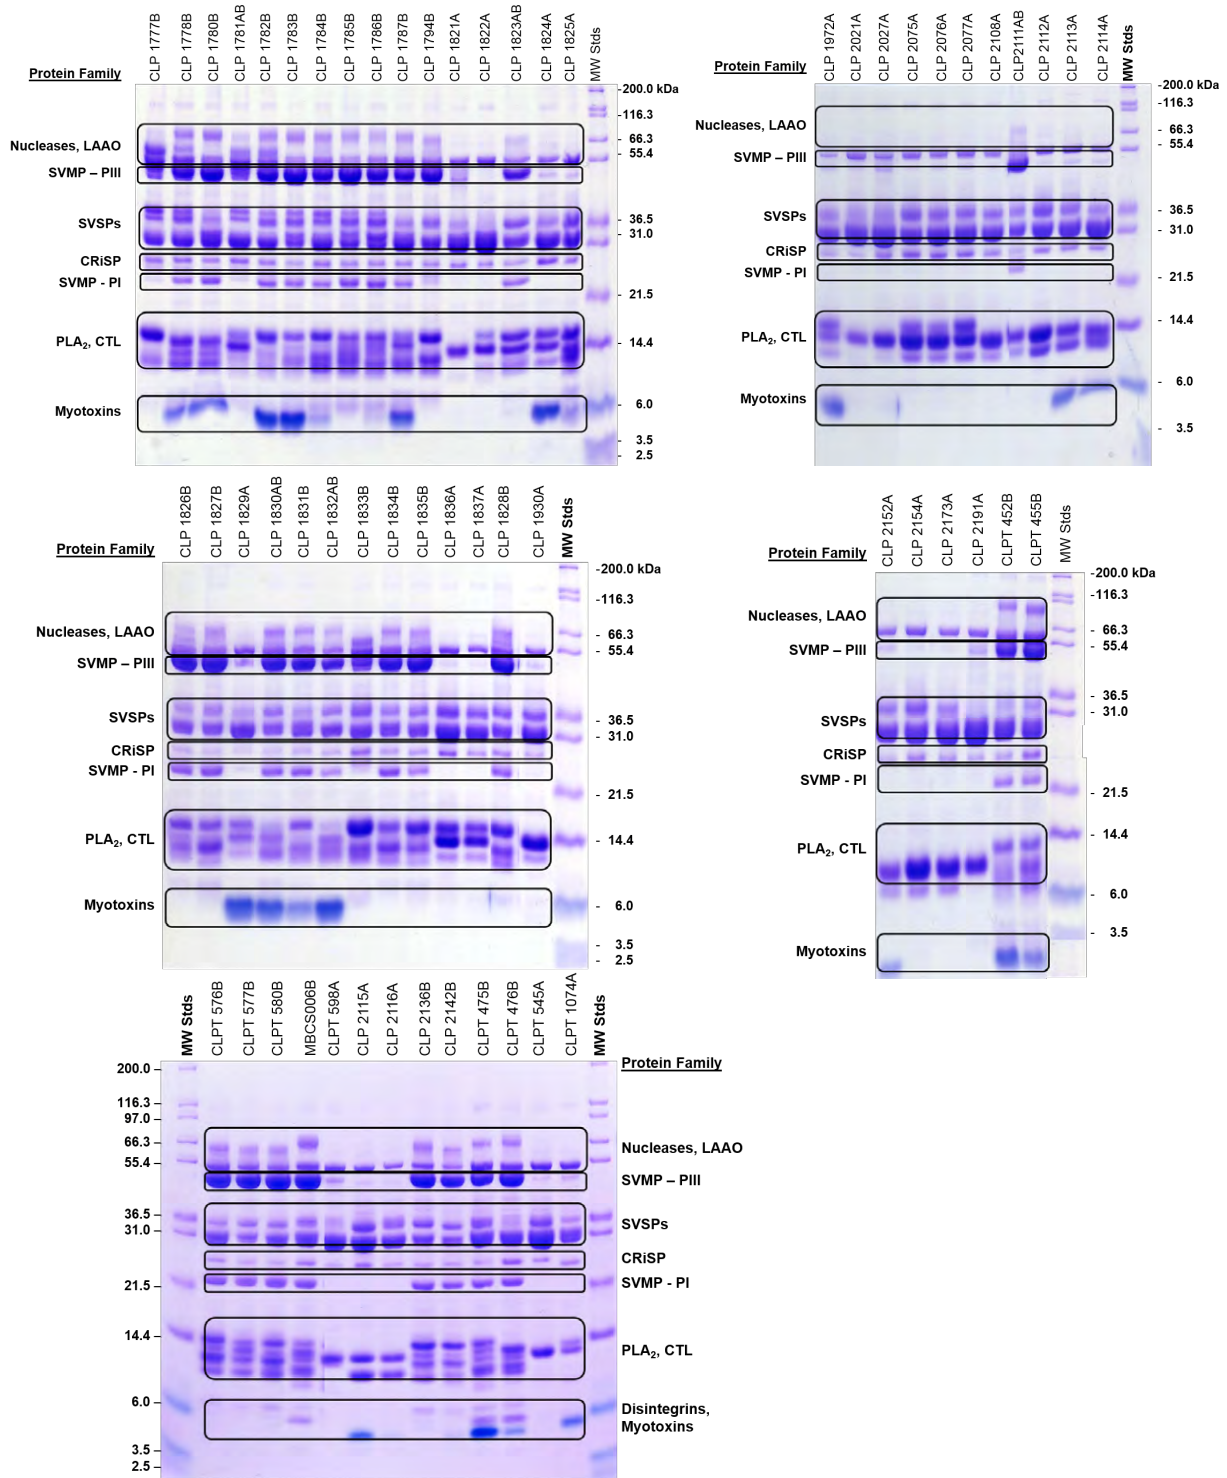 Protein Family
CLP 1777B
CLP 1778B
CLP 1780B
CLP 1781AB
CLP 1782B
CLP 1783B
CLP 1784B
CLP 1785B
CLP 1786B
CLP 1787B
CLP 1794B
CLP 1821A
CLP 1822A
CLP 1823AB
CLP 1824A
CLP 1825A
MW Stds
Nucleases, LAAO
SVMP – PIII
SVSPs
CRiSP
SVMP - PI
PLA₂, CTL
Myotoxins
-200.0 kDa
-116.3
- 66.3
- 55.4
- 36.5
- 31.0
- 21.5
- 14.4
- 6.0
- 3.5
- 2.5
Protein Family
CLP 1972A
CLP 2021A
CLP 2027A
CLP 2075A
CLP 2076A
CLP 2077A
CLP 2108A
CLP2111AB
CLP 2112A
CLP 2113A
CLP 2114A
MW Stds
Nucleases, LAAO
SVMP – PIII
SVSPs
CRiSP
SVMP - PI
PLA₂, CTL
Myotoxins
-200.0 kDa
-116.3
- 66.3
- 55.4
- 36.5
- 31.0
- 21.5
- 14.4
- 6.0
- 3.5
Protein Family
CLP 1826B
CLP 1827B
CLP 1829A
CLP 1830AB
CLP 1831B
CLP 1832AB
CLP 1833B
CLP 1834B
CLP 1835B
CLP 1836A
CLP 1837A
CLP 1828B
CLP 1930A
MW Stds
Nucleases, LAAO
SVMP – PIII
SVSPs
CRiSP
SVMP - PI
PLA₂, CTL
Myotoxins
-200.0 kDa
-116.3
- 66.3
- 55.4
- 36.5
- 31.0
- 21.5
- 14.4
- 6.0
- 3.5
- 2.5
Protein Family
CLP 2152A
CLP 2154A
CLP 2173A
CLP 2191A
CLPT 452B
CLPT 455B
MW Stds
Nucleases, LAAO
SVMP – PIII
SVSPs
CRiSP
SVMP - PI
PLA₂, CTL
Myotoxins
-200.0 kDa
-116.3
- 66.3
- 55.4
- 36.5
- 31.0
- 21.5
- 14.4
- 6.0
- 3.5
MW Stds
CLPT 576B
CLPT 577B
CLPT 580B
MBCS006B
CLPT 598A
CLP 2115A
CLP 2116A
CLP 2136B
CLP 2142B
CLPT 475B
CLPT 476B
CLPT 545A
CLPT 1074A
MW Stds
200.0 –
116.3 –
97.0 –
66.3 –
55.4 –
36.5 –
31.0 –
21.5 –
14.4 –
6.0 –
3.5 –
2.5 –
Protein Family
Nucleases, LAAO
SVMP – PIII
SVSPs
CRiSP
SVMP - PI
PLA₂, CTL
Disintegrins,
Myotoxins